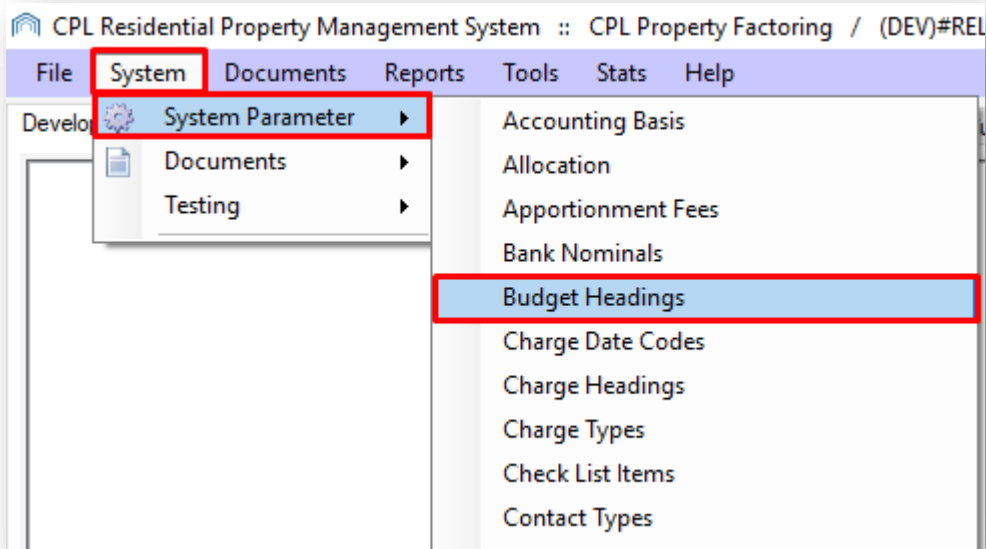 CPL Residential Property Management System :: CPL Property Factoring / (DEV)#REL
File System Documents Reports Tools Stats Help
Develo
System Parameter
Documents
Testing
Accounting Basis
Allocation
Apportionment Fees
Bank Nominals
Budget Headings
Charge Date Codes
Charge Headings
Charge Types
Check List Items
Contact Types